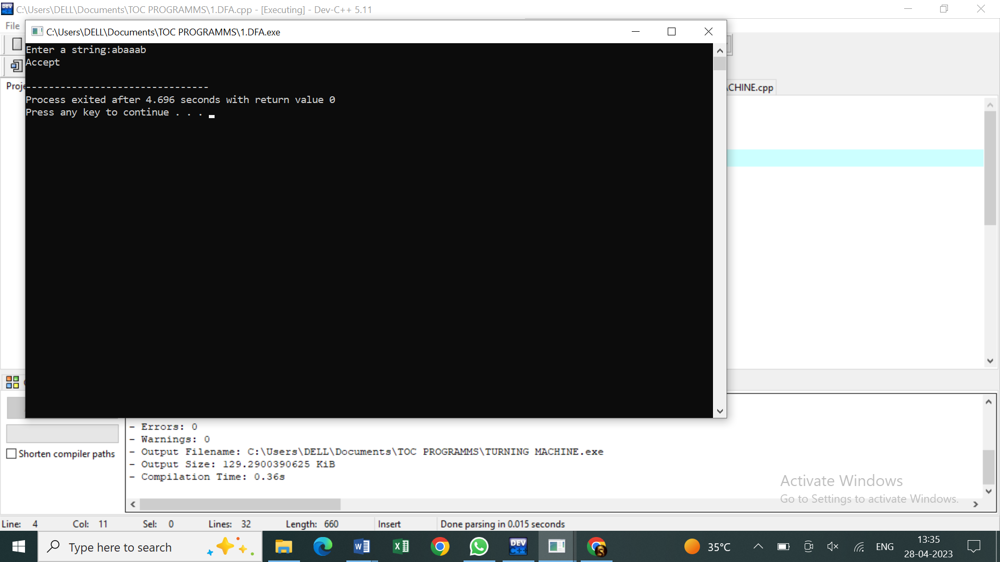 C:\Users\DELL\Documents\TOC PROGRAMMS\1.DFA.cpp - [Executing] - Dev-C++ 5.11
File
C:\Users\DELL\Documents\TOC PROGRAMMS\1.DFA.exe
Enter a string:abaaab
Accept
--------------------------------
Process exited after 4.696 seconds with return value 0
Press any key to continue . . .
Proje
CHINE.cpp
- Errors: 0
- Warnings: 0
- Output Filename: C:\Users\DELL\Documents\TOC PROGRAMMS\TURNING MACHINE.exe
- Output Size: 129.2900390625 KiB
- Compilation Time: 0.36s
Shorten compiler paths
Activate Windows
Go to Settings to activate Windows.
Line: 4 Col: 11 Sel: 0 Lines: 32 Length: 660 Insert Done parsing in 0.015 seconds
Type here to search
DEV C++
35°C
ENG
13:35
28-04-2023